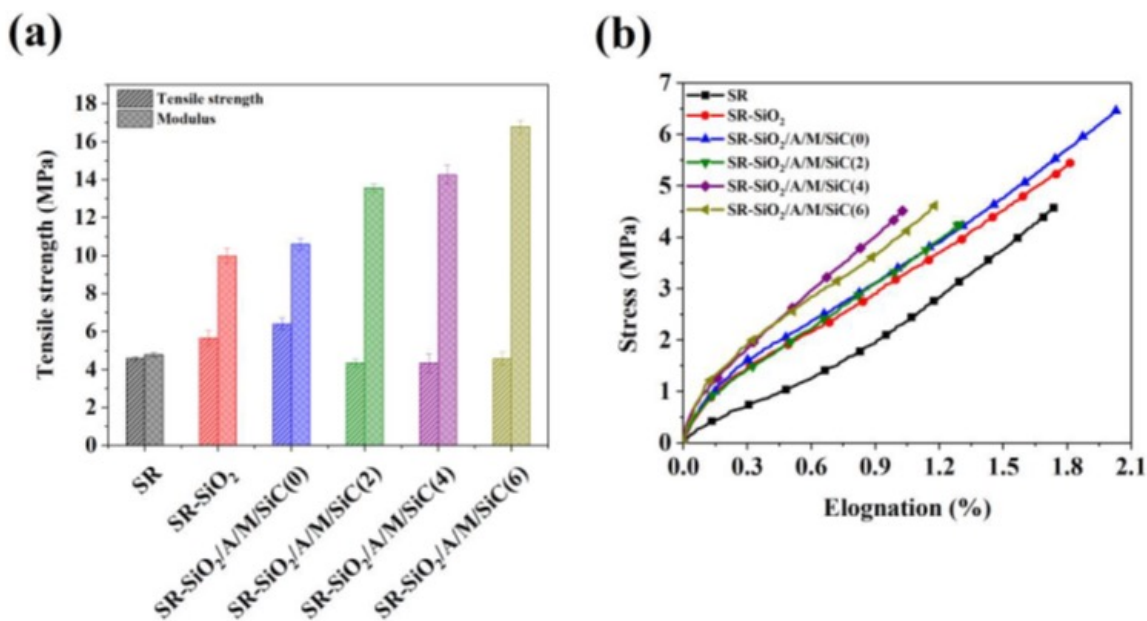 (a)
Tensile strength (MPa)
18
16
14
12
10
8
6
4
2
0
Tensile strength
Modulus
SR
SR-SiO₂
SR-SiO₂/A/M/SiC(0)
SR-SiO₂/A/M/SiC(2)
SR-SiO₂/A/M/SiC(4)
SR-SiO₂/A/M/SiC(6)
(b)
Stress (MPa)
7
6
5
4
3
2
1
0
SR
SR-SiO₂
SR-SiO₂/A/M/SiC(0)
SR-SiO₂/A/M/SiC(2)
SR-SiO₂/A/M/SiC(4)
SR-SiO₂/A/M/SiC(6)
0.0 0.3 0.6 0.9 1.2 1.5 1.8 2.1
Elognation (%)